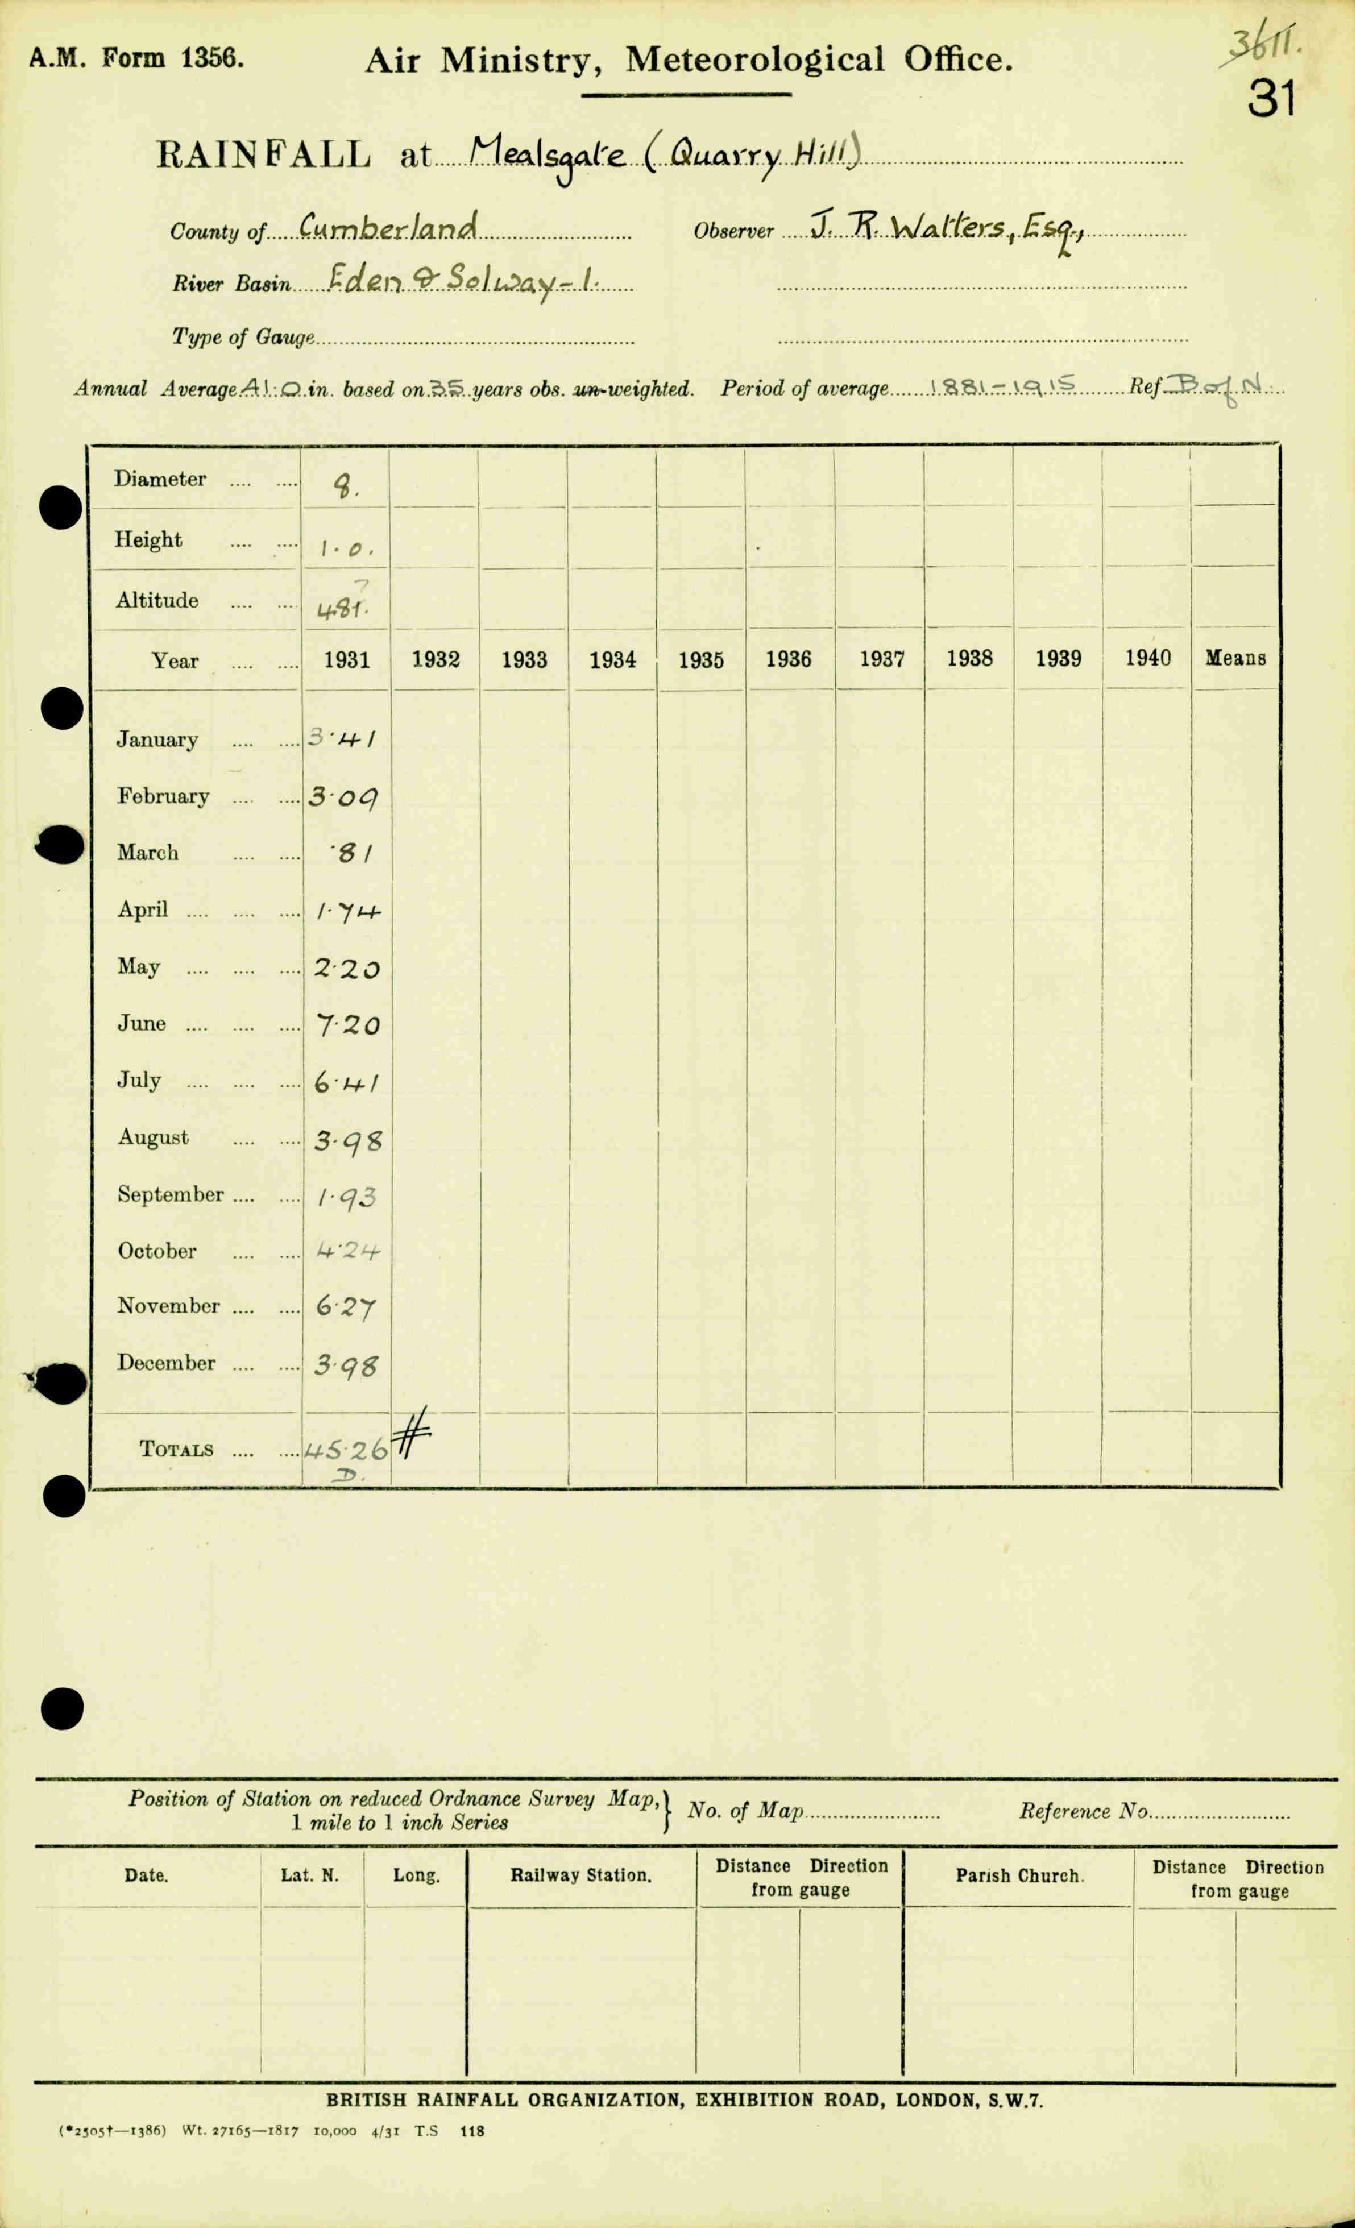 A.M. Form 1356.
Air Ministry, Meteorological Office.
3611.
31
RAINFALL at Mealsgate (Quarry Hill)
County of Cumberland Observer J. R. Watters, Esq.,
River Basin Eden & Solway - 1.
Type of Gauge
Annual Average 41.0 in. based on 35 years obs. un-weighted. Period of average 1881-1915 Ref B of N.
Diameter .... .... 8.
Height .... .... 1.0.
Altitude .... .... 481. ?
Year .... .... 1931 1932 1933 1934 1935 1936 1937 1938 1939 1940 Means
January .... .... 3.41
February .... .... 3.09
March .... .... .81
April .... .... .... 1.74
May .... .... .... 2.20
June .... .... .... 7.20
July .... .... .... 6.41
August .... .... 3.98
September .... .... 1.93
October .... .... 4.24
November .... .... 6.27
December .... .... 3.98
TOTALS .... .... 45.26 #
D.
Position of Station on reduced Ordnance Survey Map, 1 mile to 1 inch Series } No. of Map Reference No.
Date. Lat. N. Long. Railway Station. Distance Direction from gauge Parish Church. Distance Direction from gauge
BRITISH RAINFALL ORGANIZATION, EXHIBITION ROAD, LONDON, S.W.7.
(*2505†—1386) Wt. 27165—1817 10,000 4/31 T.S 118